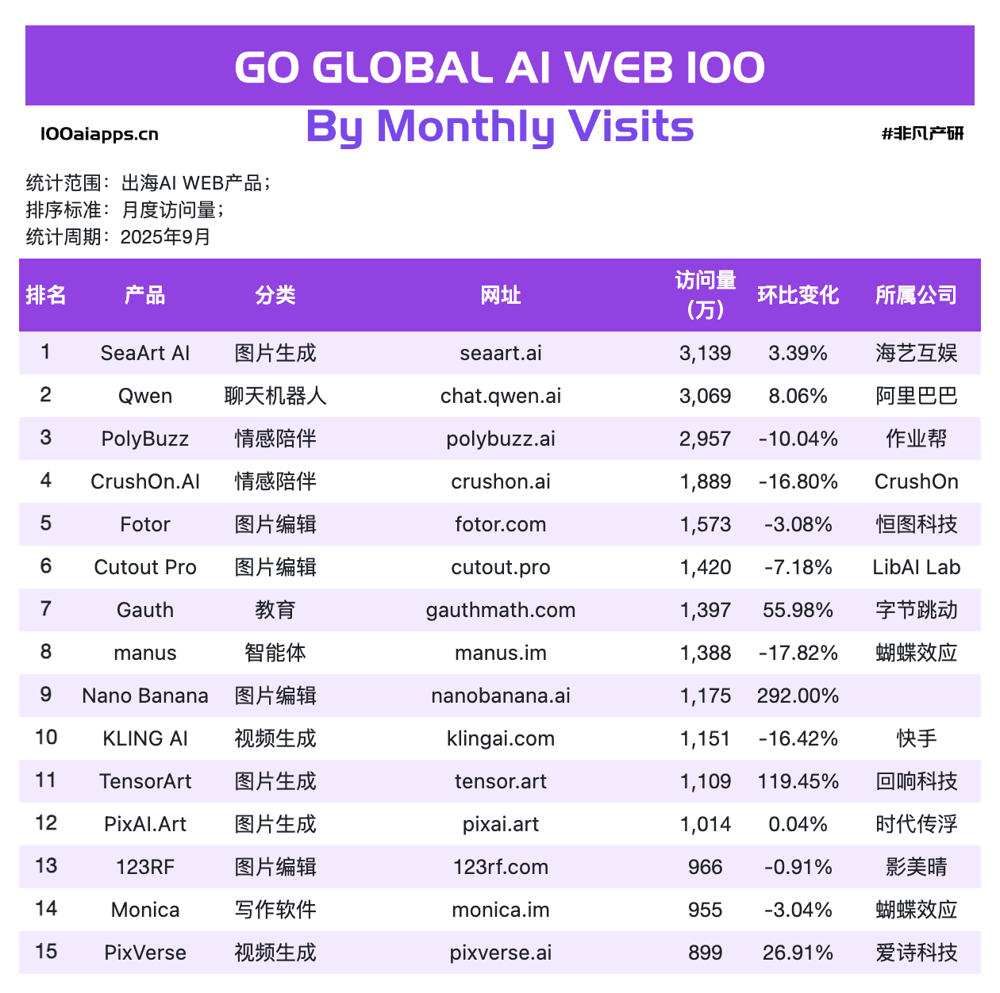 GO GLOBAL AI WEB 100
By Monthly Visits
100aiapps.cn
#非凡产研
统计范围：出海AI WEB产品；
排序标准：月度访问量；
统计周期：2025年9月
排名 产品 分类 网址 访问量（万） 环比变化 所属公司
1 SeaArt AI 图片生成 seaart.ai 3,139 3.39% 海艺互娱
2 Qwen 聊天机器人 chat.qwen.ai 3,069 8.06% 阿里巴巴
3 PolyBuzz 情感陪伴 polybuzz.ai 2,957 -10.04% 作业帮
4 CrushOn.AI 情感陪伴 crushon.ai 1,889 -16.80% CrushOn
5 Fotor 图片编辑 fotor.com 1,573 -3.08% 恒图科技
6 Cutout Pro 图片编辑 cutout.pro 1,420 -7.18% LibAI Lab
7 Gauth 教育 gauthmath.com 1,397 55.98% 字节跳动
8 manus 智能体 manus.im 1,388 -17.82% 蝴蝶效应
9 Nano Banana 图片编辑 nanobanana.ai 1,175 292.00%
10 KLING AI 视频生成 klingai.com 1,151 -16.42% 快手
11 TensorArt 图片生成 tensor.art 1,109 119.45% 回响科技
12 PixAI.Art 图片生成 pixai.art 1,014 0.04% 时代传浮
13 123RF 图片编辑 123rf.com 966 -0.91% 影美晴
14 Monica 写作软件 monica.im 955 -3.04% 蝴蝶效应
15 PixVerse 视频生成 pixverse.ai 899 26.91% 爱诗科技